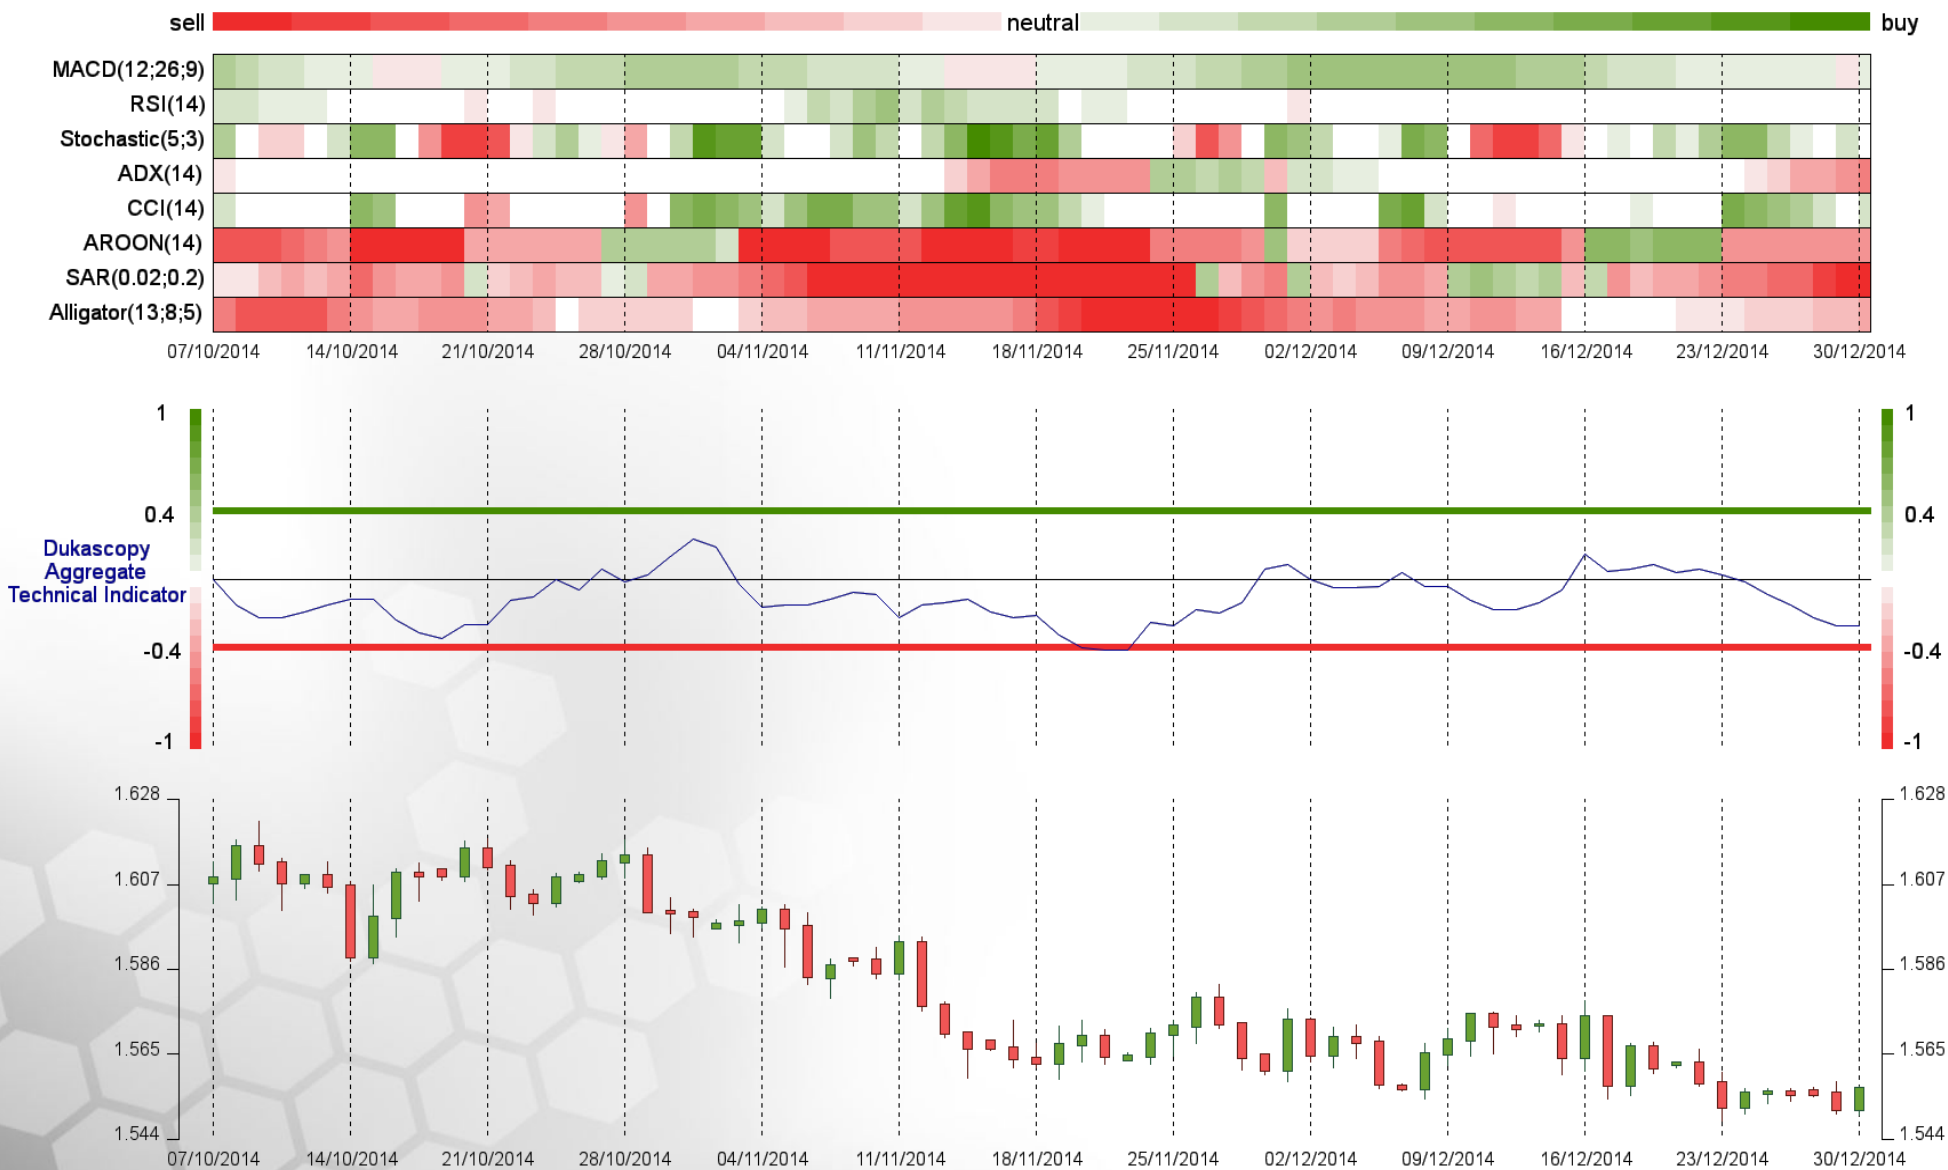 sell neutral buy
MACD(12;26;9)
RSI(14)
Stochastic(5;3)
ADX(14)
CCI(14)
AROON(14)
SAR(0.02;0.2)
Alligator(13;8;5)
07/10/2014 14/10/2014 21/10/2014 28/10/2014 04/11/2014 11/11/2014 18/11/2014 25/11/2014 02/12/2014 09/12/2014 16/12/2014 23/12/2014 30/12/2014
1 1
0.4 0.4
Dukascopy
Aggregate
Technical Indicator
-0.4 -0.4
-1 -1
1.628 1.628
1.607 1.607
1.586 1.586
1.565 1.565
1.544 1.544
07/10/2014 14/10/2014 21/10/2014 28/10/2014 04/11/2014 11/11/2014 18/11/2014 25/11/2014 02/12/2014 09/12/2014 16/12/2014 23/12/2014 30/12/2014